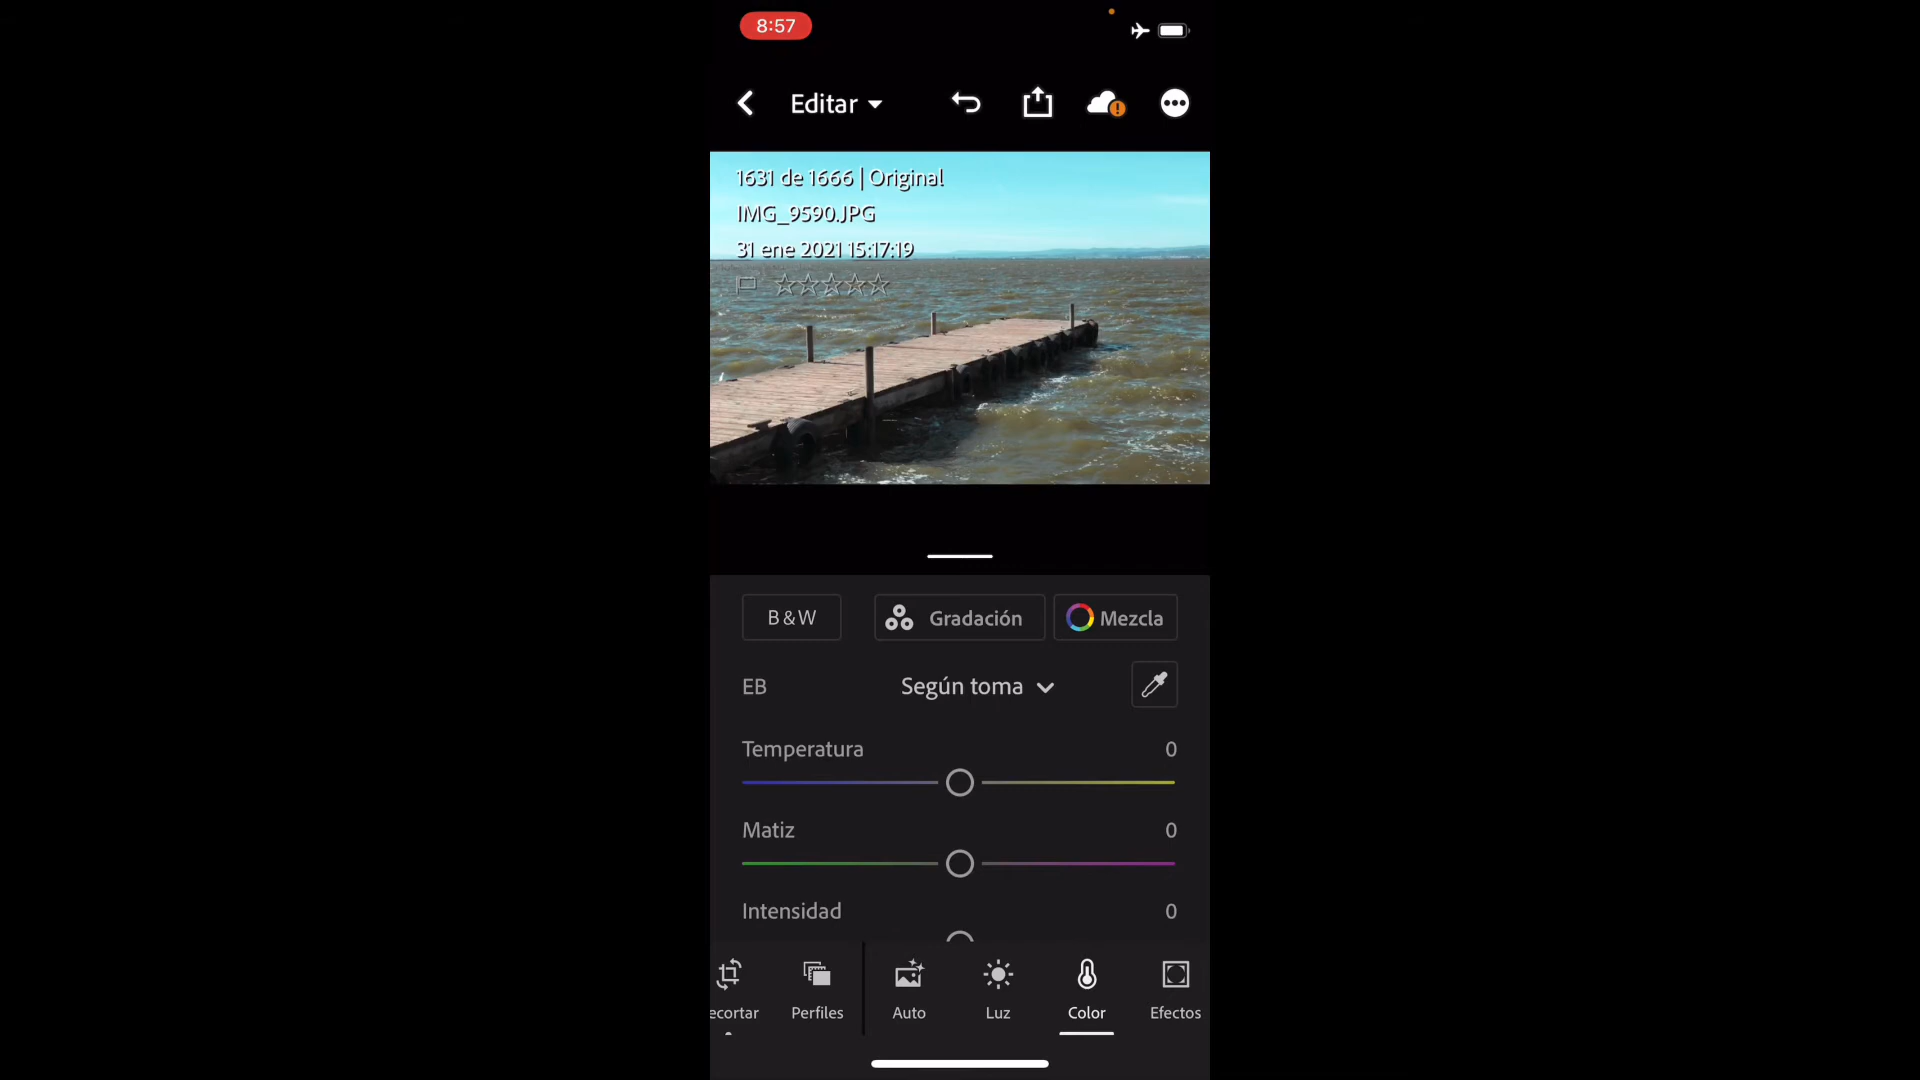 8:57
Editar
1631 de 1666 | Original
IMG_9590.JPG
31 ene 2021 15:17:19
B & W
Gradación
Mezcla
EB
Según toma
Temperatura
0
Matiz
0
Intensidad
0
ecortar
Perfiles
Auto
Luz
Color
Efectos